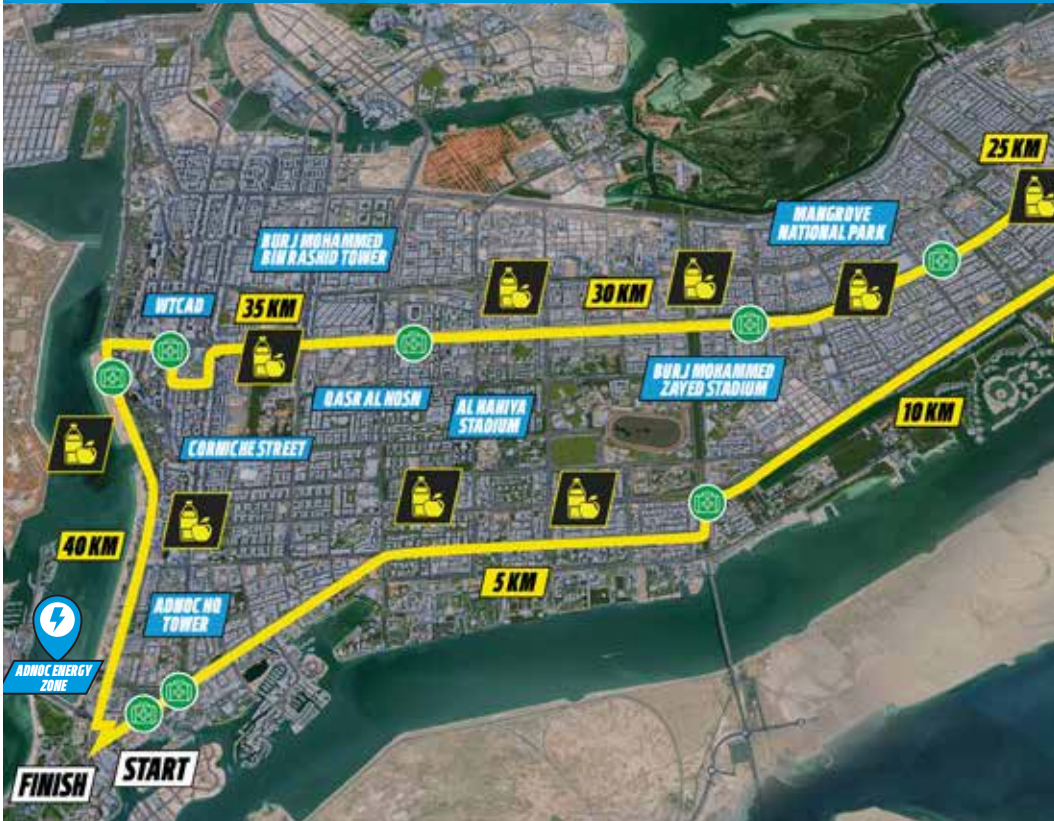 25 KM
MANGROVE
NATIONAL PARK
BURJ MOHAMMED
BIN RASHID TOWER
30 KM
WTCAD
35 KM
BURJ MOHAMMED
ZAYED STADIUM
QASR AL HOSN
AL NAHIYA
STADIUM
10 KM
CORNICHE STREET
40 KM
5 KM
ADNOC HQ
TOWER
ADNOC ENERGY
ZONE
START
FINISH